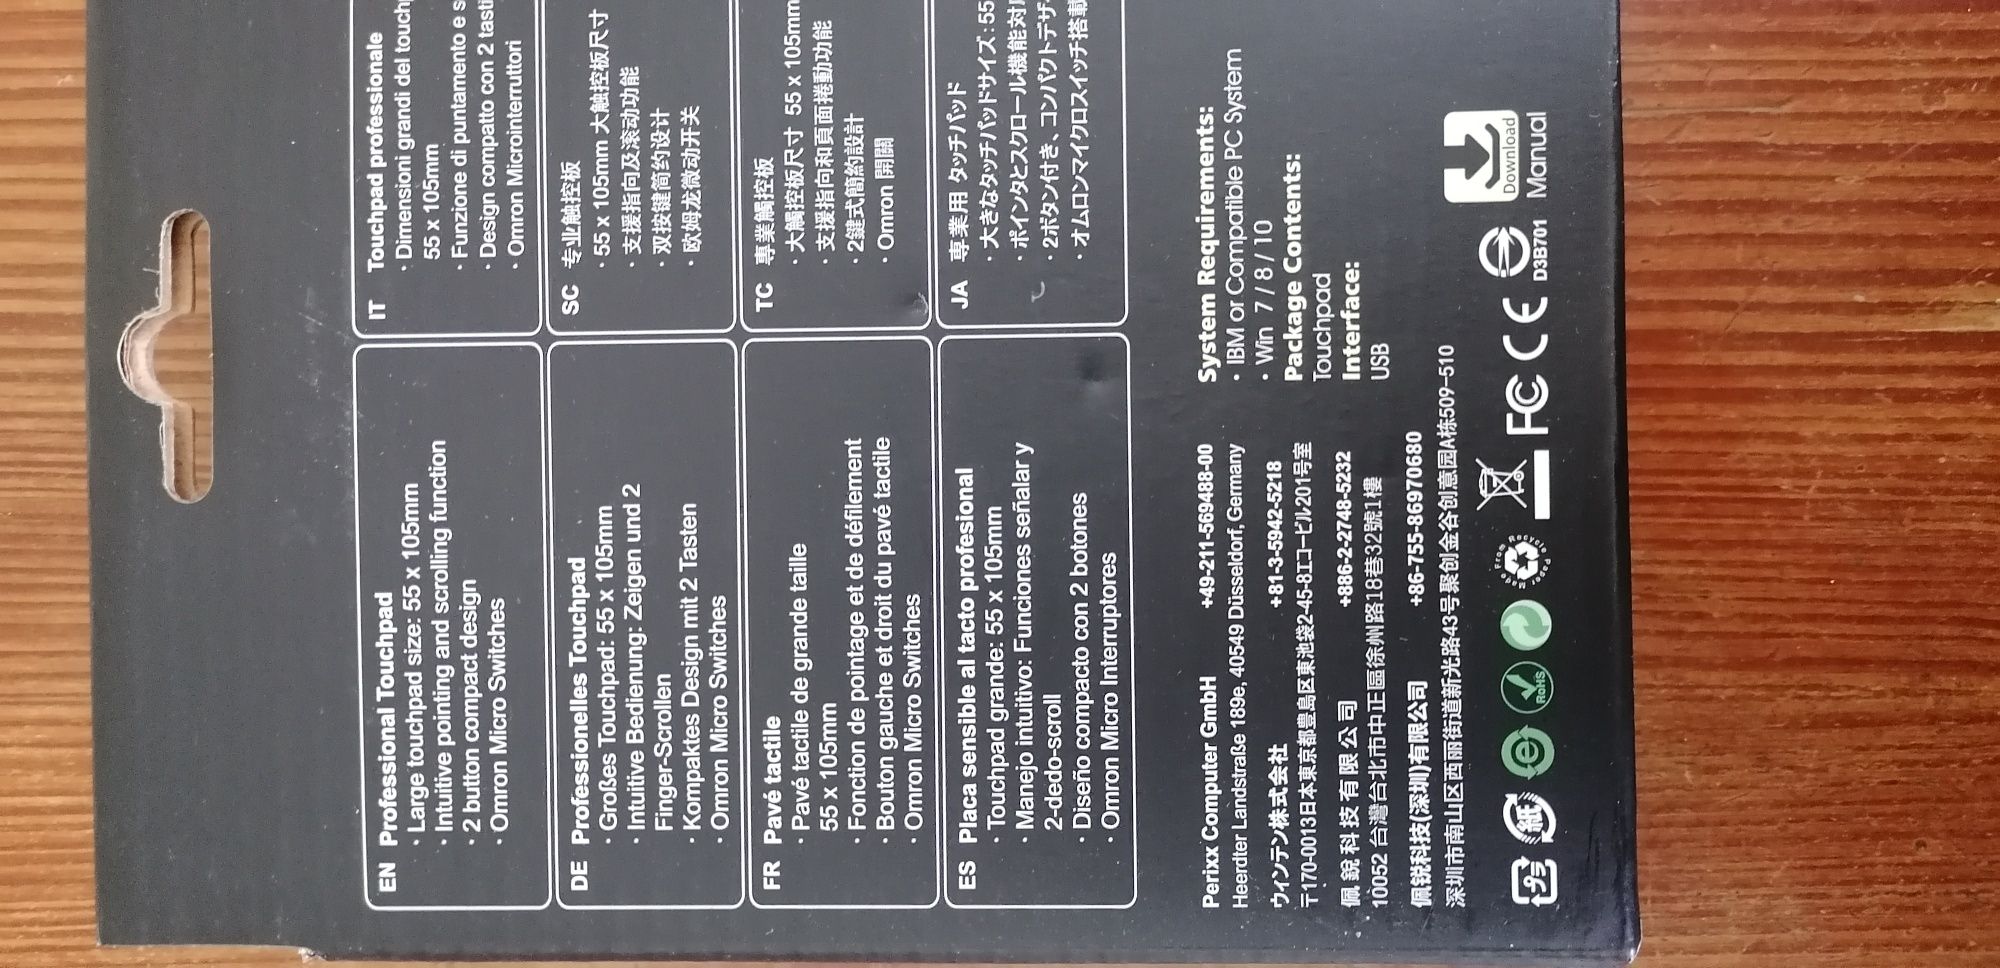 EN Professional Touchpad
· Large touchpad size: 55 x 105mm
· Intuitive pointing and scrolling function
· 2 button compact design
· Omron Micro Switches
DE Professionelles Touchpad
· Großes Touchpad: 55 x 105mm
· Intuitive Bedienung: Zeigen und 2
Finger-Scrollen
· Kompaktes Design mit 2 Tasten
· Omron Micro Switches
FR Pavé tactile
· Pavé tactile de grande taille
55 x 105mm
· Fonction de pointage et de défilement
· Bouton gauche et droit du pavé tactile
· Omron Micro Switches
ES Placa sensible al tacto profesional
· Touchpad grande: 55 x 105mm
· Manejo intuitivo: Funciones señalar y
2-dedo-scroll
· Diseño compacto con 2 botones
· Omron Micro Interruptores
IT Touchpad professionale
· Dimensioni grandi del
55 x 105mm
· Funzione di puntamento e
· Design compatto con 2
· Omron Microinterruttori
SC 专业触控板
· 55 x 105mm 大触控板尺寸
· 支援指向及滚动功能
· 双按键简约设计
· 欧姆龙微动开关
TC 專業觸控板
· 大觸控板尺寸 55 x 105mm
· 支援指向和頁面捲動功能
· 2鍵式簡約設計
· Omron 開關
JA 専業用 タッチパッド
· 大きなタッチパッドサイズ: 55
· ポインタとスクロール機能対
· 2ボタン付き、コンパクトデザ
· オムロンマイクロスイッチ搭載
Perixx Computer GmbH +49-211-569488-00
Heerdter Landstraße 189e, 40549 Düsseldorf, Germany
ウィンテン株式会社 +81-3-5942-5218
〒170-0013日本東京都豊島区東池袋2-45-8エコービル201号室
佩銳科技有限公司 +886-2-2748-5232
10052 台灣台北市中正區徐州路18巷32號1樓
佩锐科技(深圳)有限公司 +86-755-86970680
深圳市南山区西丽街道新光路43号聚创金谷创意园A栋509-510
System Requirements:
· IBM or Compatible PC System
· Win 7 / 8 / 10
Package Contents:
Touchpad
Interface:
USB
紙
e
RoHS
Made From Recycle Paper
FC CE
D3B701
Download
Manual